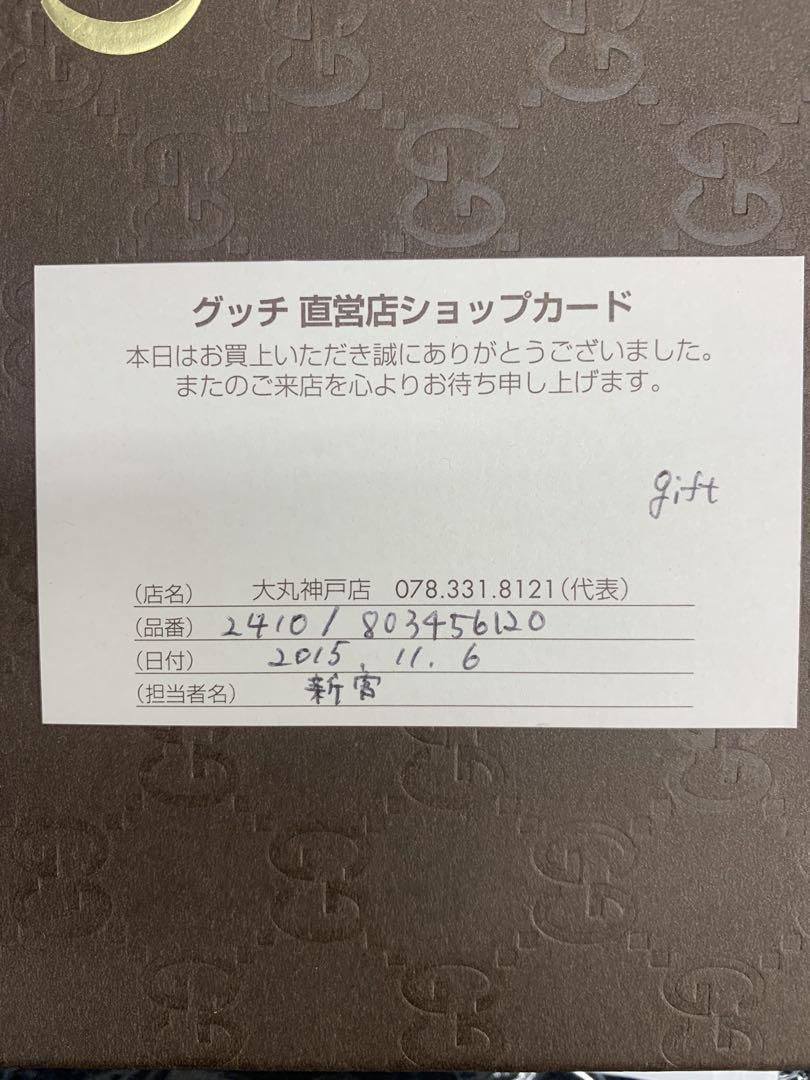 グッチ 直営店ショップカード
本日はお買上いただき誠にありがとうございました。
またのご来店を心よりお待ち申し上げます。
gift
(店名) 大丸神戸店 078.331.8121(代表)
(品番) 2410 / 803456120
(日付) 2015. 11. 6
(担当者名) 新宮